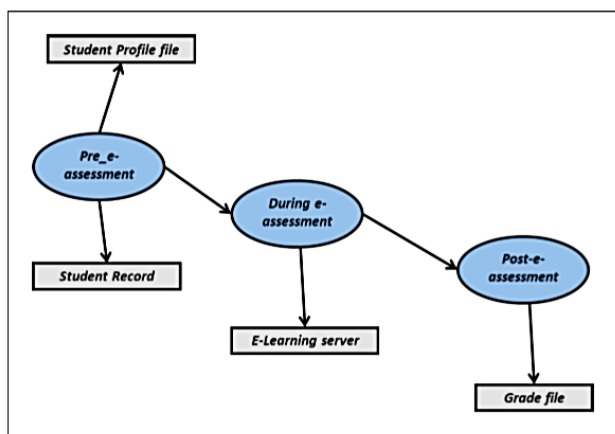 Student Profile file
Pre_e-
assessment
During e-
assessment
Post-e-
assessment
Student Record
E-Learning server
Grade file